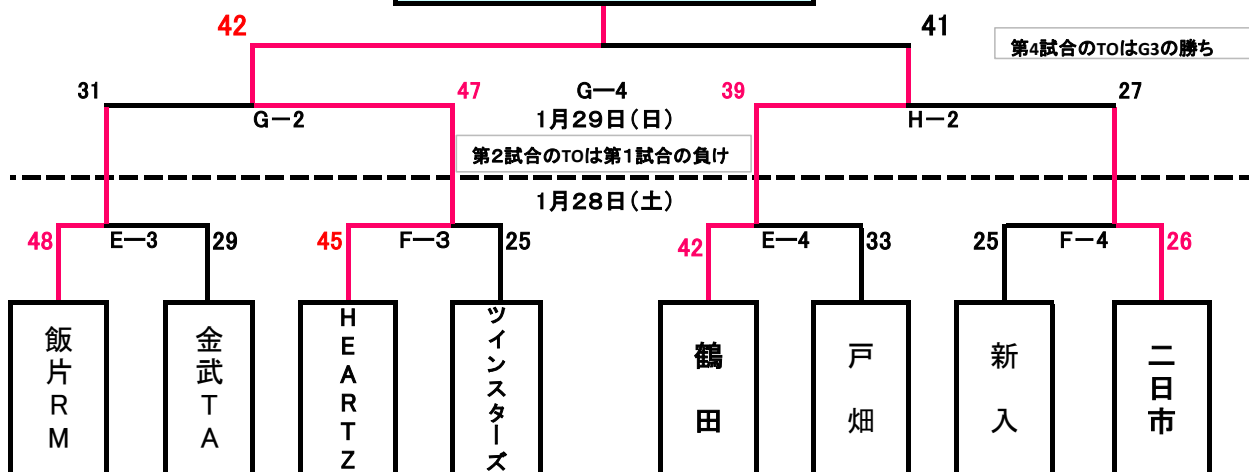 42
41
第4試合のTOはG3の勝ち
31
47
G－4
39
27
G－2
1月29日（日）
H－2
第2試合のTOは第1試合の負け
1月28日（土）
48
E－3
29
45
F－3
25
42
E－4
33
25
F－4
26
飯片RM
金武TA
HEARTZ
ツインスターズ
鶴田
戸畑
新入
二日市